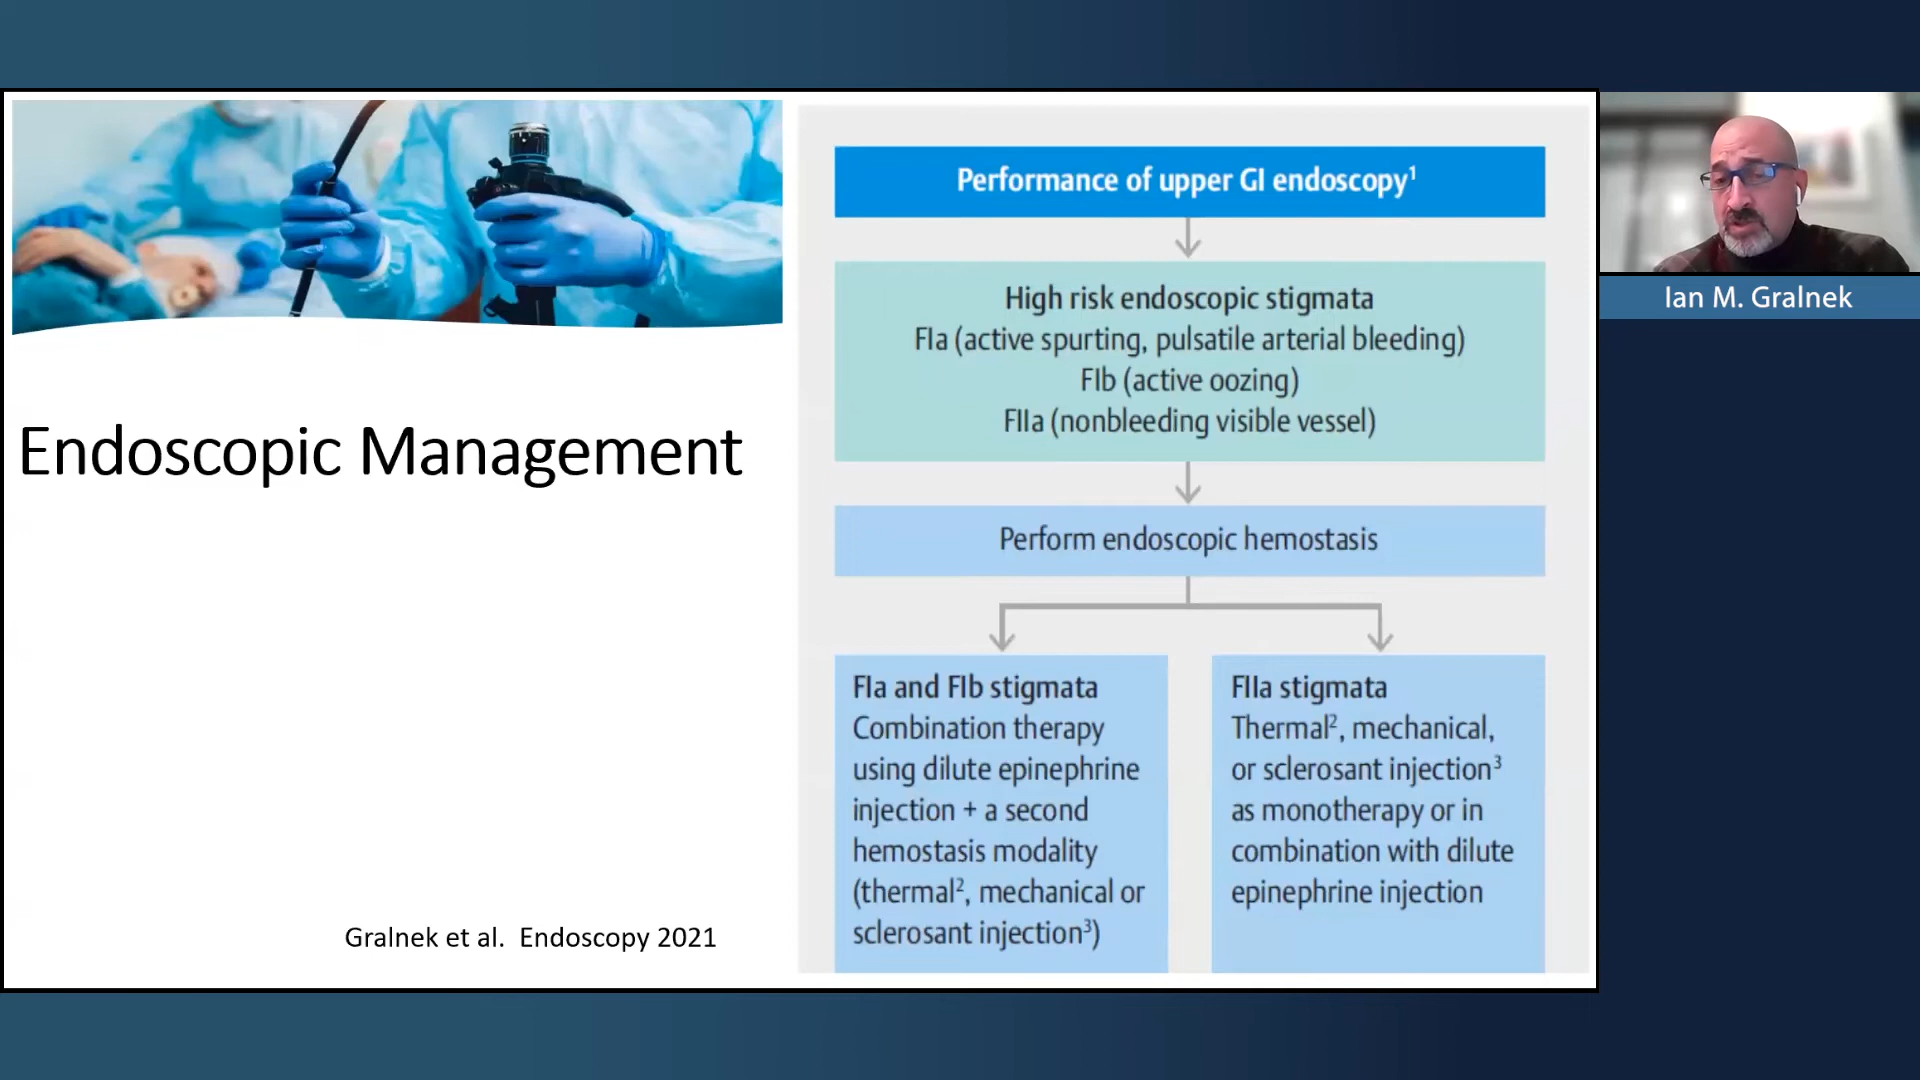 Endoscopic Management
Gralnek et al. Endoscopy 2021
Performance of upper GI endoscopy¹
High risk endoscopic stigmata
FIa (active spurting, pulsatile arterial bleeding)
FIb (active oozing)
FIIa (nonbleeding visible vessel)
Perform endoscopic hemostasis
FIa and FIb stigmata
Combination therapy
using dilute epinephrine
injection + a second
hemostasis modality
(thermal², mechanical or
sclerosant injection³)
FIIa stigmata
Thermal², mechanical,
or sclerosant injection³
as monotherapy or in
combination with dilute
epinephrine injection
Ian M. Gralnek